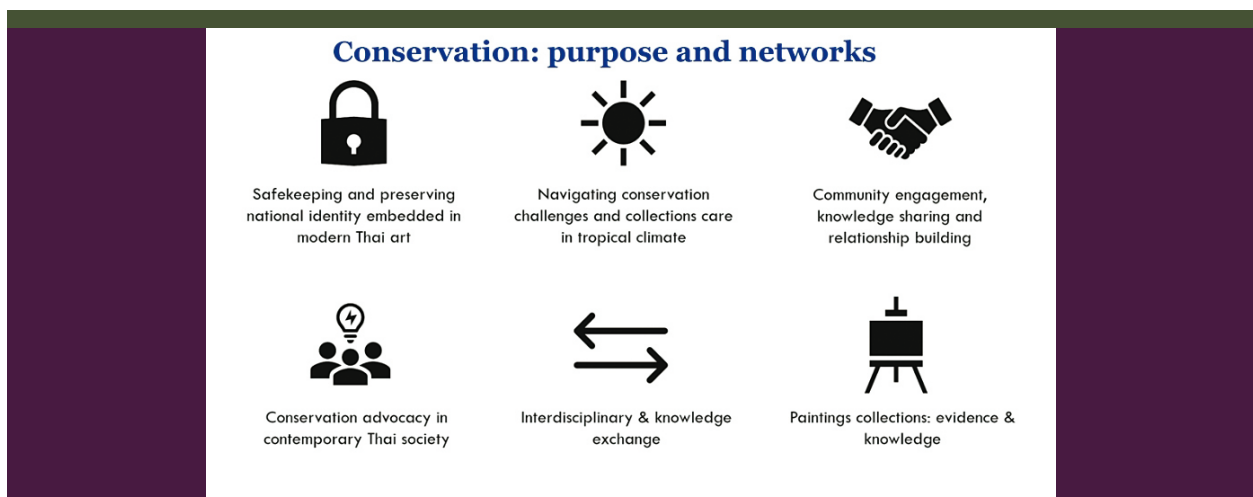 Conservation: purpose and networks
Safekeeping and preserving
national identity embedded in
modern Thai art
Navigating conservation
challenges and collections care
in tropical climate
Community engagement,
knowledge sharing and
relationship building
Conservation advocacy in
contemporary Thai society
Interdisciplinary & knowledge
exchange
Paintings collections: evidence &
knowledge